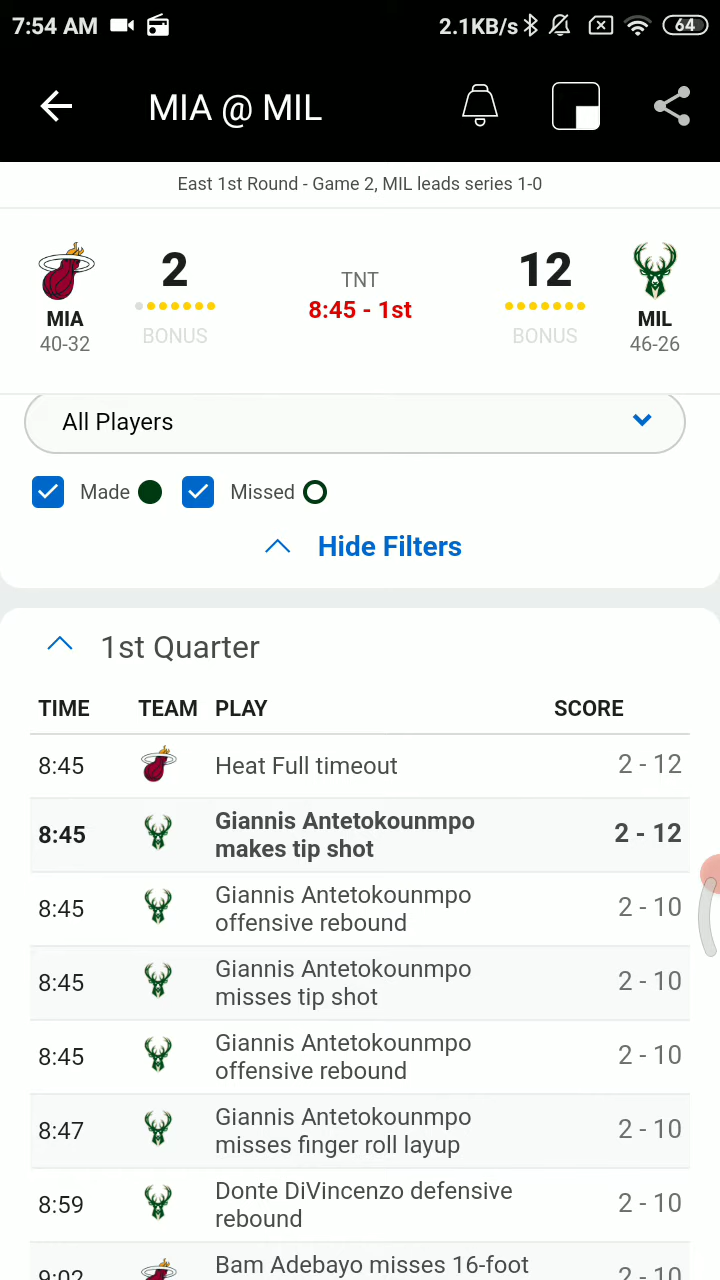 7:54 AM 2.1KB/s 64
MIA @ MIL
East 1st Round - Game 2, MIL leads series 1-0
2 TNT 12
8:45 - 1st
MIA BONUS BONUS MIL
40-32 46-26
All Players
Made Missed
Hide Filters
1st Quarter
TIME TEAM PLAY SCORE
8:45 Heat Full timeout 2 - 12
8:45 Giannis Antetokounmpo
makes tip shot 2 - 12
8:45 Giannis Antetokounmpo
offensive rebound 2 - 10
8:45 Giannis Antetokounmpo
misses tip shot 2 - 10
8:45 Giannis Antetokounmpo
offensive rebound 2 - 10
8:47 Giannis Antetokounmpo
misses finger roll layup 2 - 10
8:59 Donte DiVincenzo defensive
rebound 2 - 10
9:02 Bam Adebayo misses 16-foot 2 - 10